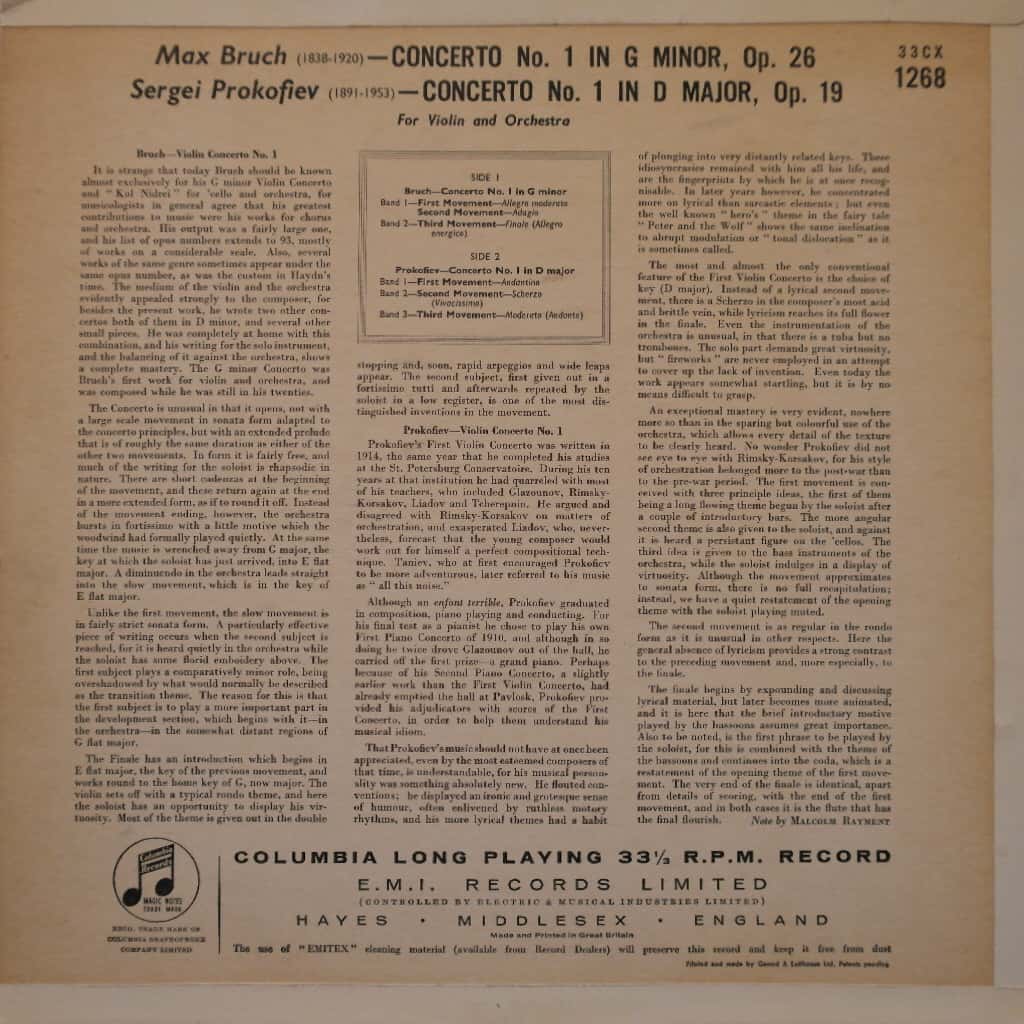 Max Bruch (1838-1920)—CONCERTO No. 1 IN G MINOR, Op. 26
Sergei Prokofiev (1891-1953)—CONCERTO No. 1 IN D MAJOR, Op. 19
For Violin and Orchestra
33CX
1268
Bruch—Violin Concerto No. 1
It is strange that today Bruch should be known
almost exclusively for his G minor Violin Concerto
and " Kol Nidrei " for 'cello and orchestra, for
musicologists in general agree that his greatest
contributions to music were his works for chorus
and orchestra. His output was a fairly large one,
and his list of opus numbers extends to 93, mostly
of works on a considerable scale. Also, several
works of the same genre sometimes appear under the
same opus number, as was the custom in Haydn's
time. The medium of the violin and the orchestra
evidently appealed strongly to the composer, for
besides the present work, he wrote two other con-
certos both of them in D minor, and several other
small pieces. He was completely at home with this
combination, and his writing for the solo instrument,
and the balancing of it against the orchestra, shows
a complete mastery. The G minor Concerto was
Bruch's first work for violin and orchestra, and
was composed while he was still in his twenties.
The Concerto is unusual in that it opens, not with
a large scale movement in sonata form adapted to
the concerto principles, but with an extended prelude
that is of roughly the same duration as either of the
other two movements. In form it is fairly free, and
much of the writing for the soloist is rhapsodic in
nature. There are short cadenzas at the beginning
of the movement, and these return again at the end
in a more extended form, as if to round it off. Instead
of the movement ending, however, the orchestra
bursts in fortissimo with a little motive which the
woodwind had formally played quietly. At the same
time the music is wrenched away from G major, the
key at which the soloist has just arrived, into E flat
major. A diminuendo in the orchestra leads straight
into the slow movement, which is in the key of
E flat major.
Unlike the first movement, the slow movement is
in fairly strict sonata form. A particularly effective
piece of writing occurs when the second subject is
reached, for it is heard quietly in the orchestra while
the soloist has some florid emboidery above. The
first subject plays a comparatively minor role, being
overshadowed by what would normally be described
as the transition theme. The reason for this is that
the first subject is to play a more important part in
the development section, which begins with it—in
the orchestra—in the somewhat distant regions of
G flat major.
The Finale has an introduction which begins in
E flat major, the key of the previous movement, and
works round to the home key of G, now major. The
violin sets off with a typical rondo theme, and here
the soloist has an opportunity to display his vir-
tuosity. Most of the theme is given out in the double
SIDE 1
Bruch—Concerto No. 1 in G minor
Band 1—First Movement—Allegro moderato
Second Movement—Adagio
Band 2—Third Movement—Finale (Allegro
energico)
SIDE 2
Prokofiev—Concerto No. 1 in D major
Band 1—First Movement—Andantino
Band 2—Second Movement—Scherzo
(Vivacissimo)
Band 3—Third Movement—Moderato (Andante)
stopping and, soon, rapid arpeggios and wide leaps
appear. The second subject, first given out in a
fortissimo tutti and afterwards repeated by the
soloist in a low register, is one of the most dis-
tinguished inventions in the movement.
Prokofiev—Violin Concerto No. 1
Prokofiev's First Violin Concerto was written in
1914, the same year that he completed his studies
at the St. Petersburg Conservatoire. During his ten
years at that institution he had quarreled with most
of his teachers, who included Glazounov, Rimsky-
Korsakov, Liadov and Tcherepnin. He argued and
disagreed with Rimsky-Korsakov on matters of
orchestration, and exasperated Liadov, who, never-
theless, forecast that the young composer would
work out for himself a perfect compositional tech-
nique. Taniev, who at first encouraged Prokofiev
to be more adventurous, later referred to his music
as " all this noise."
Although an enfant terrible, Prokofiev graduated
in composition, piano playing and conducting. For
his final test as a pianist he chose to play his own
First Piano Concerto of 1910, and although in so
doing he twice drove Glazounov out of the hall, he
carried off the first prize—a grand piano. Perhaps
because of his Second Piano Concerto, a slightly
earlier work than the First Violin Concerto, had
already emptied the hall at Pavlosk, Prokofiev pro-
vided his adjudicators with scores of the First
Concerto, in order to help them understand his
musical idiom.
That Prokofiev's music should not have at once been
appreciated, even by the most esteemed composers of
that time, is understandable, for his musical person-
ality was something absolutely new. He flouted con-
ventions; he displayed an ironic and grotesque sense
of humour, often enlivened by ruthless motory
rhythms, and his more lyrical themes had a habit
of plunging into very distantly related keys. These
idiosyncrasies remained with him all his life, and
are the fingerprints by which he is at once recog-
nisable. In later years however, he concentrated
more on lyrical than sarcastic elements; but even
the well known " hero's " theme in the fairy tale
" Peter and the Wolf " shows the same inclination
to abrupt modulation or " tonal dislocation " as it
is sometimes called.
The most and almost the only conventional
feature of the First Violin Concerto is the choice of
key (D major). Instead of a lyrical second move-
ment, there is a Scherzo in the composer's most acid
and brittle vein, while lyricism reaches its full flower
in the finale. Even the instrumentation of the
orchestra is unusual, in that there is a tuba but no
trombones. The solo part demands great virtuosity,
but " fireworks " are never employed in an attempt
to cover up the lack of invention. Even today the
work appears somewhat startling, but it is by no
means difficult to grasp.
An exceptional mastery is very evident, nowhere
more so than in the sparing but colourful use of the
orchestra, which allows every detail of the texture
to be clearly heard. No wonder Prokofiev did not
see eye to eye with Rimsky-Korsakov, for his style
of orchestration belonged more to the post-war than
to the pre-war period. The first movement is con-
ceived with three principle ideas, the first of them
being a long flowing theme begun by the soloist after
a couple of introductory bars. The more angular
second theme is also given to the soloist, and against
it is heard a persistant figure on the 'cellos. The
third idea is given to the bass instruments of the
orchestra, while the soloist indulges in a display of
virtuosity. Although the movement approximates
to sonata form, there is no full recapitulation;
instead, we have a quiet restatement of the opening
theme with the soloist playing muted.
The second movement is as regular in the rondo
form as it is unusual in other respects. Here the
general absence of lyricism provides a strong contrast
to the preceding movement and, more especially, to
the finale.
The finale begins by expounding and discussing
lyrical material, but later becomes more animated,
and it is here that the brief introductory motive
played by the bassoons assumes great importance.
Also to be noted, is the first phrase to be played by
the soloist, for this is combined with the theme of
the bassoons and continues into the coda, which is a
restatement of the opening theme of the first move-
ment. The very end of the finale is identical, apart
from details of scoring, with the end of the first
movement, and in both cases it is the flute that has
the final flourish. Note by MALCOLM RAYMENT
Columbia
Records
MAGIC NOTES
TRADE MARK
REGD. TRADE MARK OF
COLUMBIA GRAPHOPHONE
COMPANY LIMITED
COLUMBIA LONG PLAYING 33⅓ R.P.M. RECORD
E.M.I. RECORDS LIMITED
(CONTROLLED BY ELECTRIC & MUSICAL INDUSTRIES LIMITED)
HAYES · MIDDLESEX · ENGLAND
Made and Printed in Great Britain
The use of "EMITEX" cleaning material (available from Record Dealers) will preserve this record and keep it free from dust
Printed and made by Garrod & Lofthouse Ltd. Patents pending.